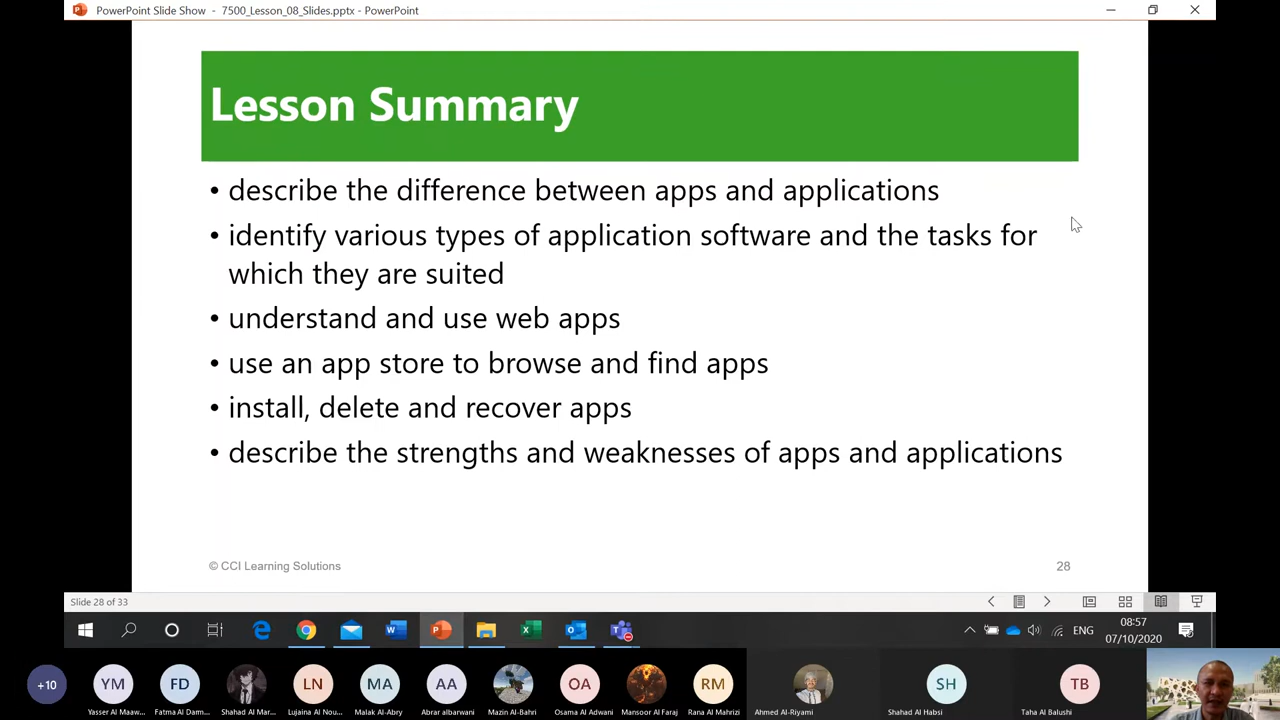 PowerPoint Slide Show - 7500_Lesson_08_Slides.pptx - PowerPoint
Lesson Summary
• describe the difference between apps and applications
• identify various types of application software and the tasks for
which they are suited
• understand and use web apps
• use an app store to browse and find apps
• install, delete and recover apps
• describe the strengths and weaknesses of apps and applications
© CCI Learning Solutions
28
Slide 28 of 33
ENG
08:57
07/10/2020
+10
YM
FD
LN
MA
AA
OA
RM
SH
TB
Yasser Al Maaw...
Fatma Al Darm...
Shahad Al Mar...
Lujaina Al Nou...
Malak Al-Abry
Abrar albarwani
Mazin Al-Bahri
Osama Al Adwani
Mansoor Al Faraj
Rana Al Mahrizi
Ahmed Al-Riyami
Shahad Al Habsi
Taha Al Balushi